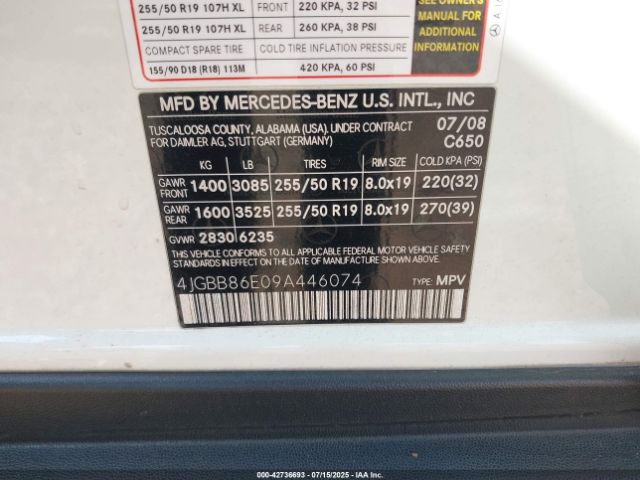 255/50 R19 107H XL FRONT 220 KPA, 32 PSI
255/50 R19 107H XL REAR 260 KPA, 38 PSI
COMPACT SPARE TIRE COLD TIRE INFLATION PRESSURE
155/90 D18 (R18) 113M 420 KPA, 60 PSI
SEE OWNER'S
MANUAL FOR
ADDITIONAL
INFORMATION
MFD BY MERCEDES-BENZ U.S. INTL., INC
TUSCALOOSA COUNTY, ALABAMA (USA), UNDER CONTRACT 07/08
FOR DAIMLER AG, STUTTGART (GERMANY) C650
KG LB TIRES RIM SIZE COLD KPA (PSI)
GAWR FRONT 1400 3085 255/50 R19 8.0x19 220(32)
GAWR REAR 1600 3525 255/50 R19 8.0x19 270(39)
GVWR 2830 6235
THIS VEHICLE CONFORMS TO ALL APPLICABLE FEDERAL MOTOR VEHICLE SAFETY
STANDARDS IN EFFECT ON THE DATE OF MANUFACTURE SHOWN ABOVE.
4JGBB86E09A446074 TYPE: MPV
000-42736693 07/15/2025 IAAI.COM